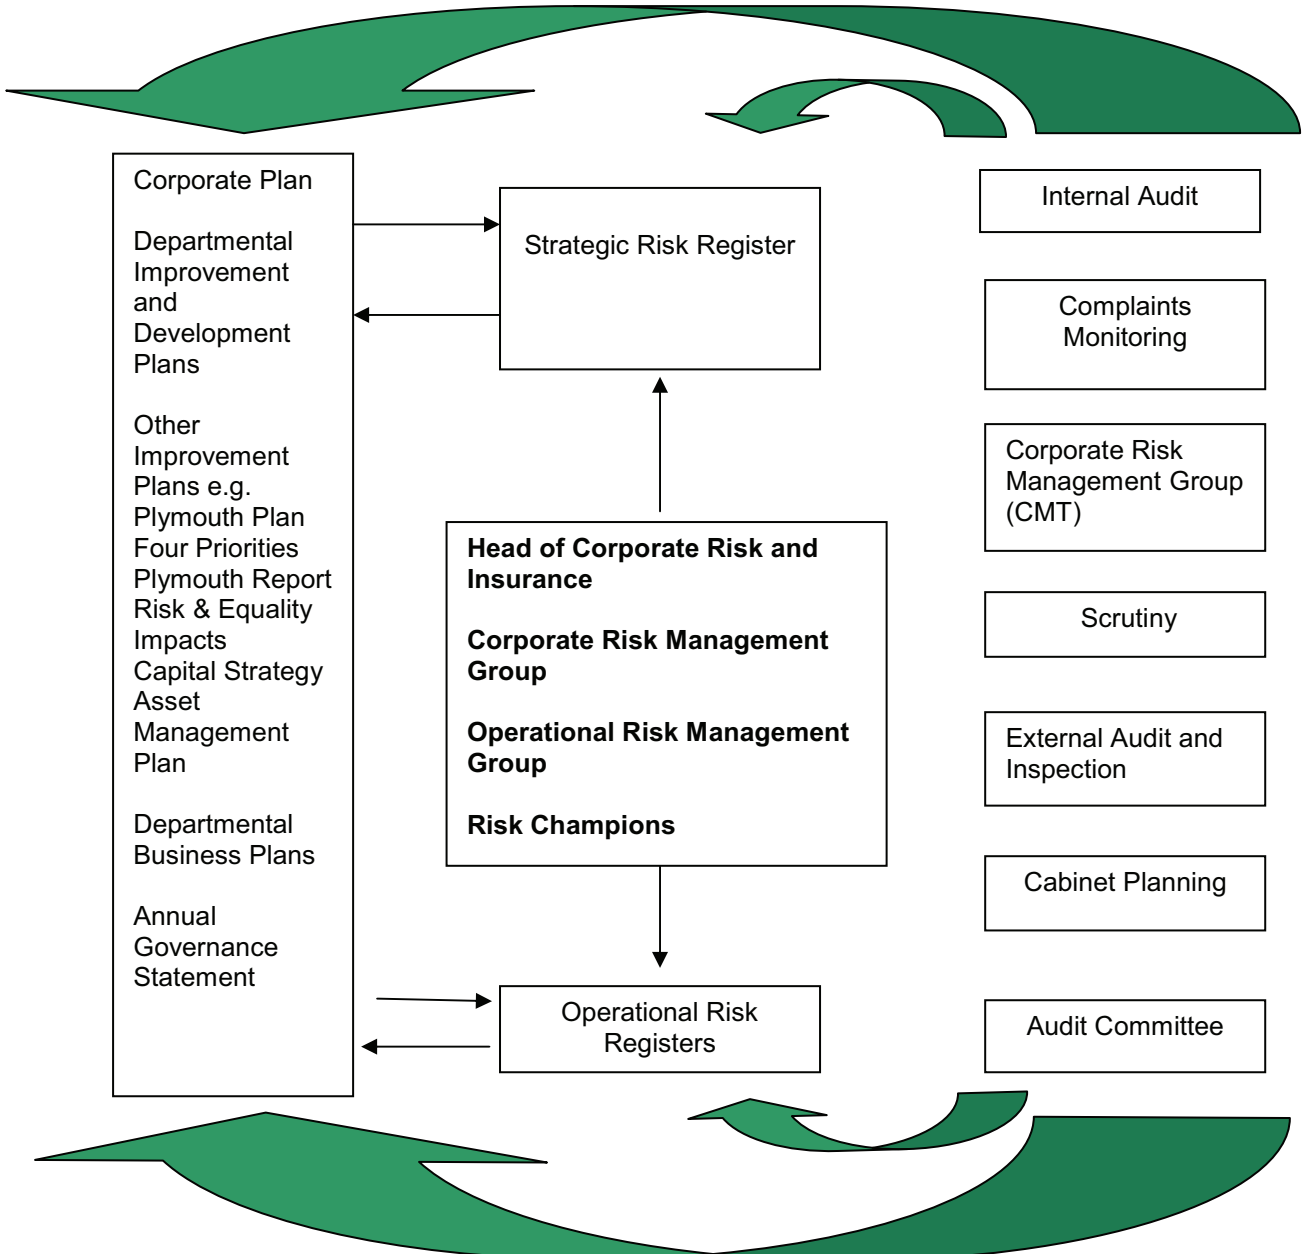 Corporate Plan
Departmental
Improvement
and
Development
Plans
Other
Improvement
Plans e.g.
Plymouth Plan
Four Priorities
Plymouth Report
Risk & Equality
Impacts
Capital Strategy
Asset
Management
Plan
Departmental
Business Plans
Annual
Governance
Statement
Strategic Risk Register
Head of Corporate Risk and
Insurance
Corporate Risk Management
Group
Operational Risk Management
Group
Risk Champions
Operational Risk
Registers
Internal Audit
Complaints
Monitoring
Corporate Risk
Management Group
(CMT)
Scrutiny
External Audit and
Inspection
Cabinet Planning
Audit Committee